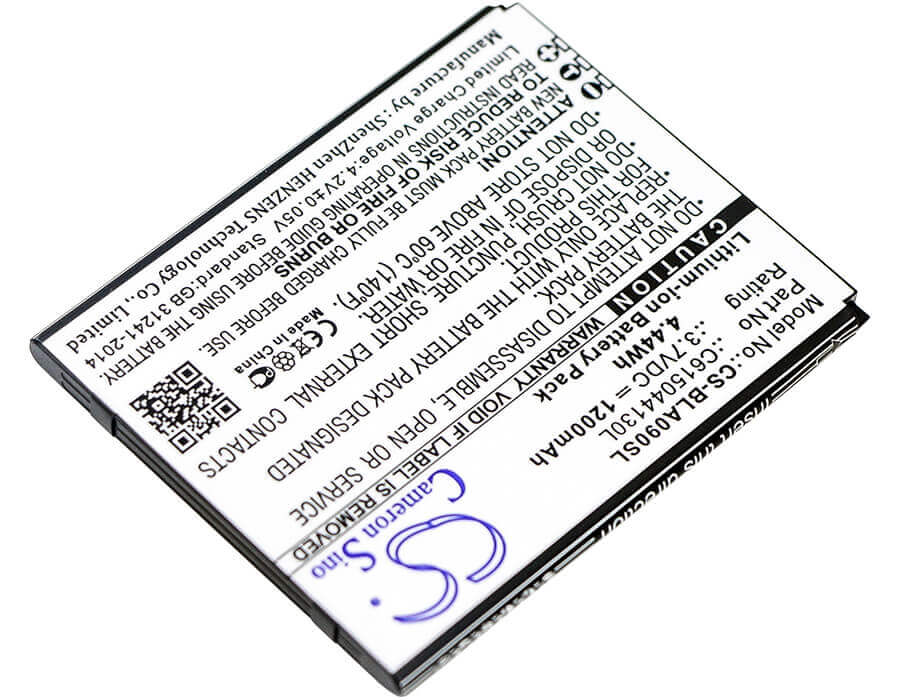 Cameron Sino
CS
Insert this direction
Model No.:CS-BLA090SL
Part No.:C615044130L
Rating:3.7VDC = 1200mAh
4.44Wh
Lithium-ion Battery Pack
CAUTION WARRANTY VOID IF LABEL IS REMOVED
•DO NOT ATTEMPT TO DISASSEMBLE, OPEN OR SERVICE
THE BATTERY PACK.
•REPLACE ONLY WITH THE BATTERY PACK DESIGNATED
FOR THE PRODUCT.
•DO NOT CRUSH, PUNCTURE, SHORT EXTERNAL CONTACTS,
OR DISPOSE OF IN FIRE OR WATER.
•DO NOT STORE ABOVE 60°C (140°F).
ATTENTION!
NEW BATTERY PACK MUST BE FULLY CHARGED BEFORE USE.
TO REDUCE RISK OF FIRE OR BURNS
READ INSTRUCTIONS IN OPERATING GUIDE BEFORE USING THE BATTERY.
Limited Charge Voltage:4.2V±0.05V Standard:GB 31241-2014
Manufacture by:ShenZhen HENZENS Technology Co., Limited
Made in China